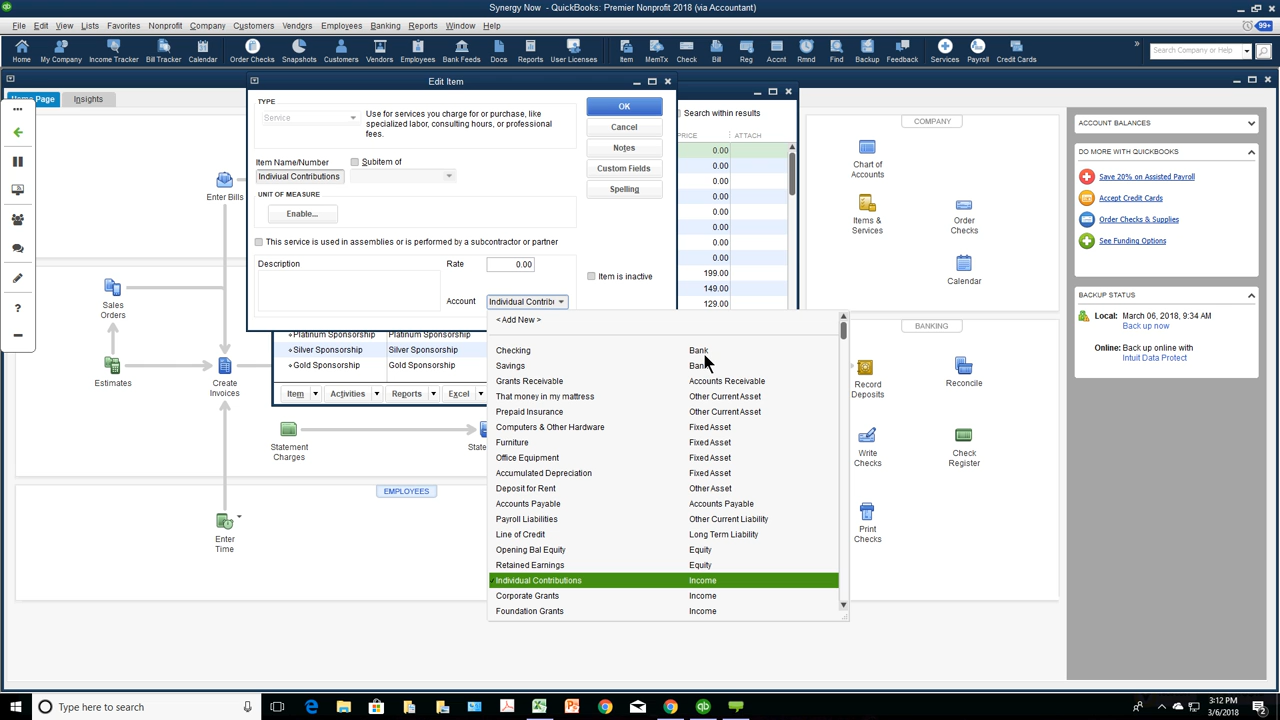 Synergy Now - QuickBooks: Premier Nonprofit 2018 (via Accountant)
File Edit View Lists Favorites Nonprofit Company Customers Vendors Employees Banking Reports Window Help
99+
Home My Company Income Tracker Bill Tracker Calendar Order Checks Snapshots Customers Vendors Employees Bank Feeds Docs Reports User Licenses Item MemTx Check Bill Reg Accnt Rmnd Find Backup Feedback Services Payroll Credit Cards
Search Company or Help
Home Page Insights
Edit Item
TYPE
Service
Use for services you charge for or purchase, like
specialized labor, consulting hours, or professional
fees.
OK
Cancel
Notes
Custom Fields
Spelling
Item Name/Number
Subitem of
Indiviual Contributions
UNIT OF MEASURE
Enable...
This service is used in assemblies or is performed by a subcontractor or partner
Description
Rate
0.00
Item is inactive
Account
Individual Contribu
< Add New >
Checking Bank
Savings Bank
Grants Receivable Accounts Receivable
That money in my mattress Other Current Asset
Prepaid Insurance Other Current Asset
Computers & Other Hardware Fixed Asset
Furniture Fixed Asset
Office Equipment Fixed Asset
Accumulated Depreciation Fixed Asset
Deposit for Rent Other Asset
Accounts Payable Accounts Payable
Payroll Liabilities Other Current Liability
Line of Credit Long Term Liability
Opening Bal Equity Equity
Retained Earnings Equity
Individual Contributions Income
Corporate Grants Income
Foundation Grants Income
Search within results
PRICE ATTACH
0.00
0.00
0.00
0.00
0.00
0.00
0.00
0.00
199.00
149.00
129.00
Platinum Sponsorship Platinum Sponsorship
Silver Sponsorship Silver Sponsorship
Gold Sponsorship Gold Sponsorship
Item Activities Reports Excel
Enter Bills
Sales
Orders
Estimates
Create
Invoices
Statement
Charges
EMPLOYEES
Enter
Time
COMPANY
Chart of
Accounts
Items &
Services
Order
Checks
Calendar
BANKING
Record
Deposits
Reconcile
Write
Checks
Check
Register
Print
Checks
ACCOUNT BALANCES
DO MORE WITH QUICKBOOKS
Save 20% on Assisted Payroll
Accept Credit Cards
Order Checks & Supplies
See Funding Options
BACKUP STATUS
Local: March 06, 2018, 9:34 AM
Back up now
Online: Back up online with
Intuit Data Protect
Type here to search
3:12 PM
3/6/2018
2